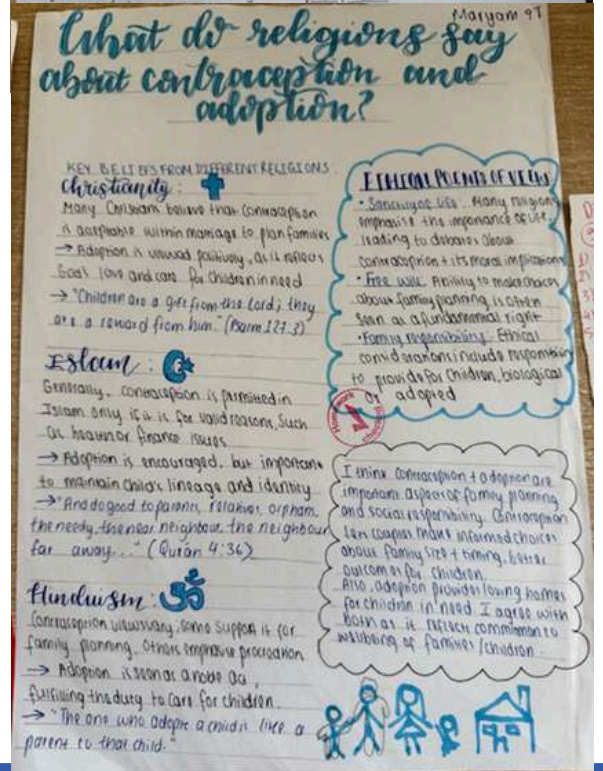 Maryam 9T
What do religions say
about contraception and
adoption?
KEY BELIEFS FROM DIFFERENT RELIGIONS
Christianity:
Many Christians believe that contraception
is acceptable within marriage to plan families
→ Adoption is viewed positively, as it reflects
God's love and care for children in need
→ "Children are a gift from the Lord; they
are a reward from him." (Psalm 127:3)
Islam:
Generally, contraception is permitted in
Islam only if it is for valid reasons, such
as health or finance issues
→ Adoption is encouraged, but important
to maintain child's lineage and identity
→ "And do good to parents, relatives, orphans,
the needy, the near neighbour, the neighbour
far away..." (Quran 4:36)
Hinduism: ॐ
Contraception views vary, some support it for
family planning. Others emphasise procreation
→ Adoption is seen as a noble act,
fulfilling the duty to care for children.
→ "The one who adopts a child is like a
parent to that child."
ETHICAL POINTS OF VIEW
• Sanctity of life. Many religions
emphasise the importance of life,
leading to debates about
contraception + its moral implications
• Free will. Ability to make choices
about family planning is often
seen as a fundamental right
• Family responsibility. Ethical
considerations include responsibility
to provide for children, biological
or adopted
I think contraception + adoption are
important aspects of family planning
and social responsibility. Contraception
lets couples make informed choices
about family size + timing, better
outcomes for children.
Also, adoption provides loving homes
for children in need. I agree with
both as it reflects commitment to
wellbeing of families/children.